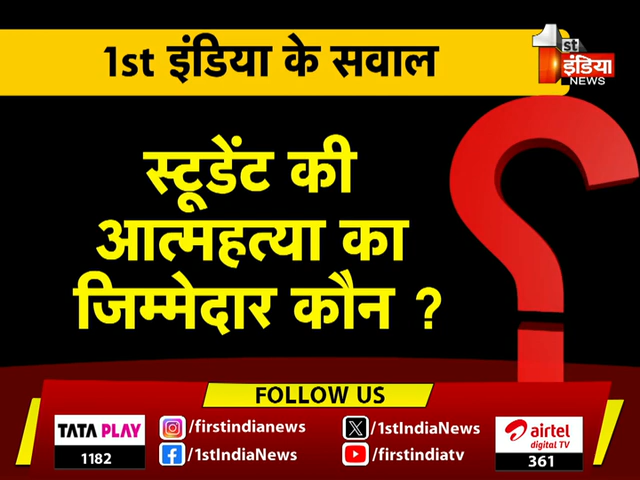 1st इंडिया के सवाल
1st
इंडिया
NEWS
स्टूडेंट की
आत्महत्या का
जिम्मेदार कौन ?
FOLLOW US
TATA PLAY
1182
/firstindianews
/1stIndiaNews
/1stIndiaNews
/firstindiatv
airtel
digital TV
361